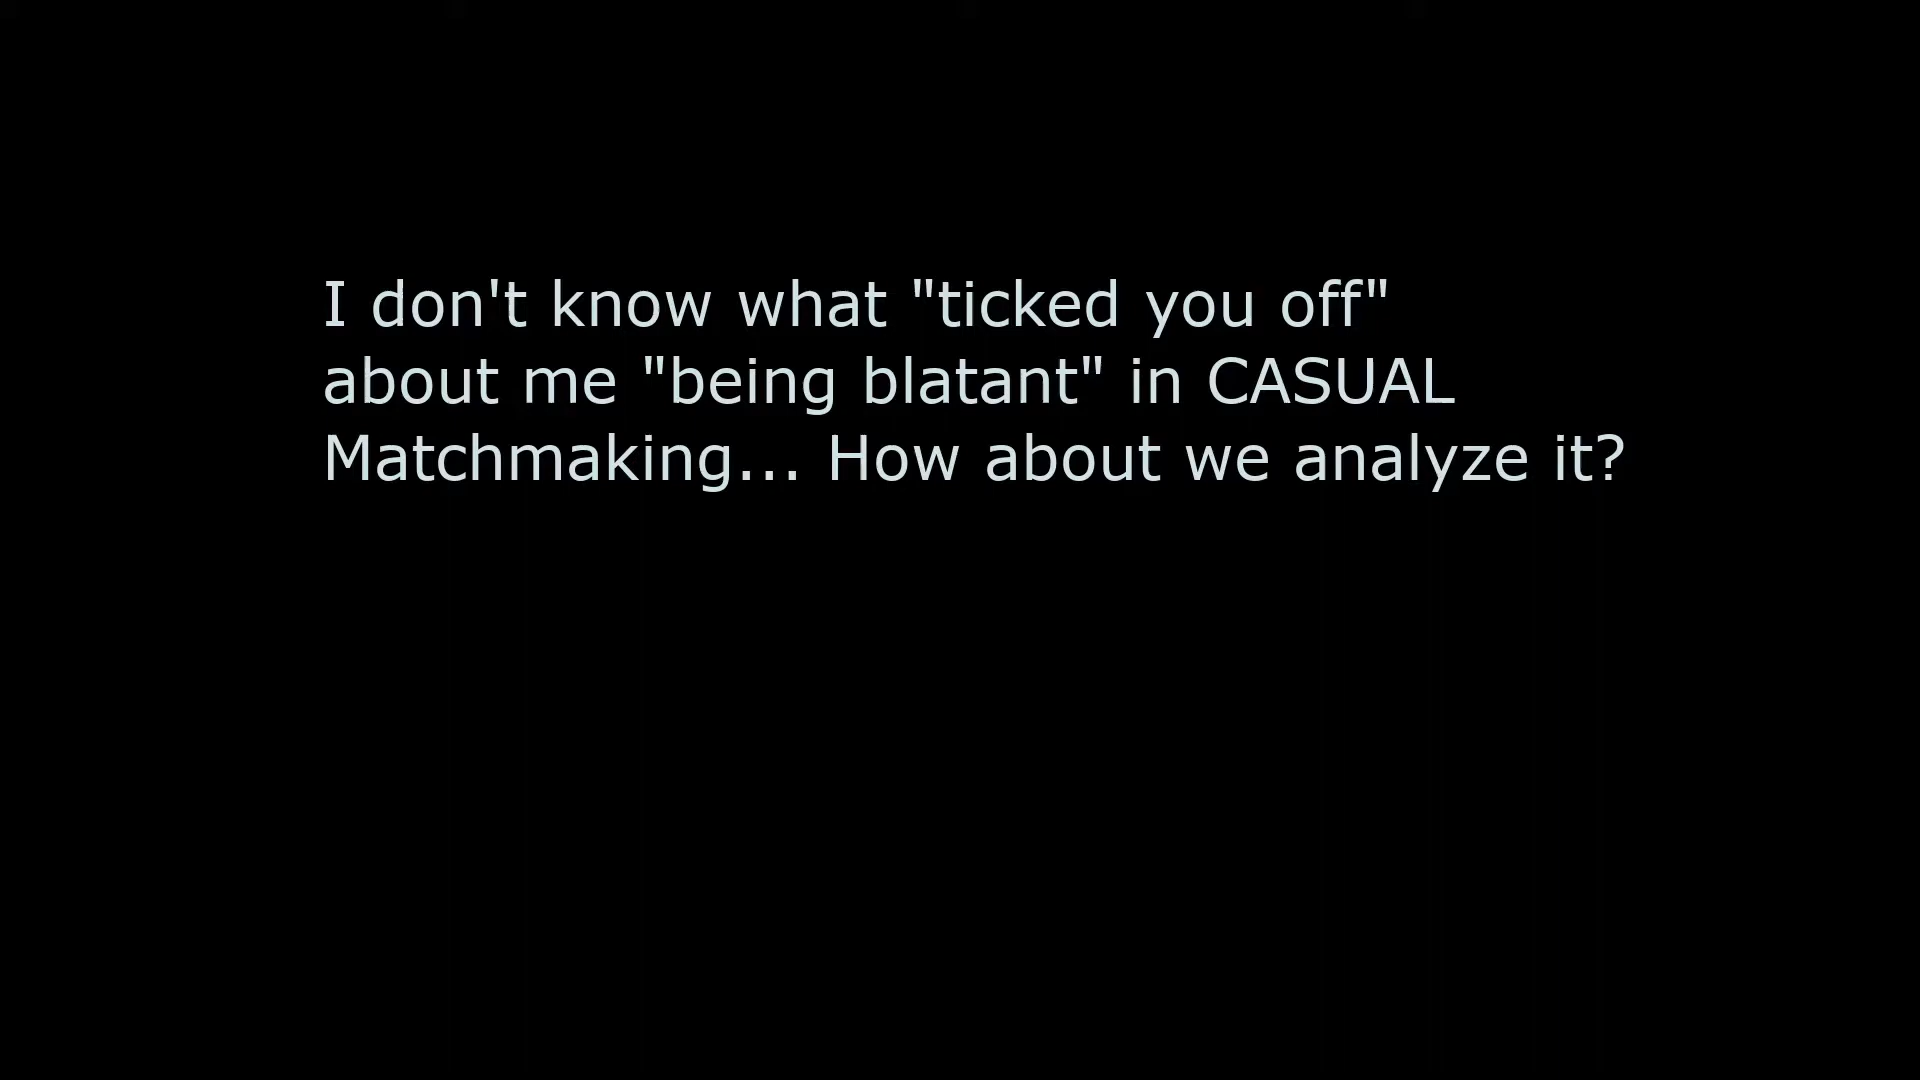 I don't know what "ticked you off"
about me "being blatant" in CASUAL
Matchmaking... How about we analyze it?